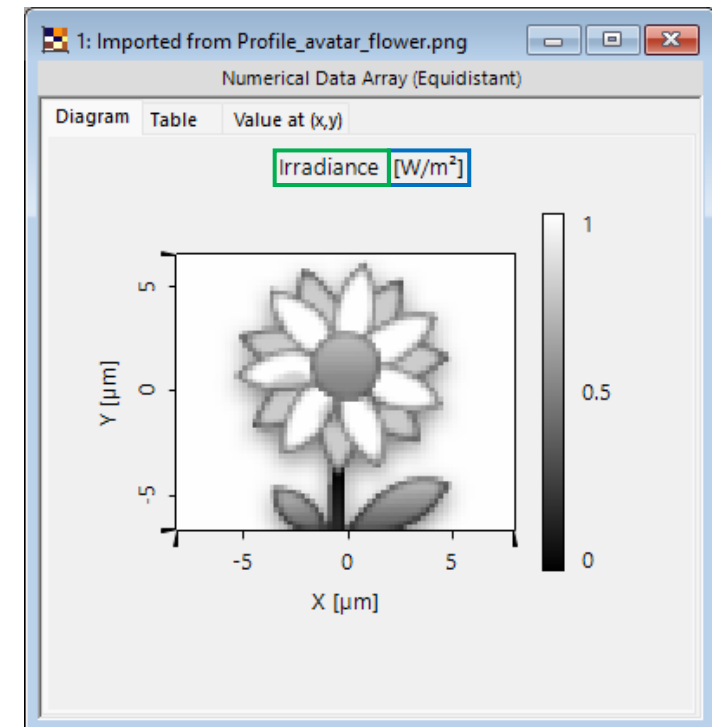 1: Imported from Profile_avatar_flower.png
Numerical Data Array (Equidistant)
Diagram Table Value at (x,y)
Irradiance [W/m²]
1
0.5
0
5
0
-5
Y [µm]
-5 0 5
X [µm]